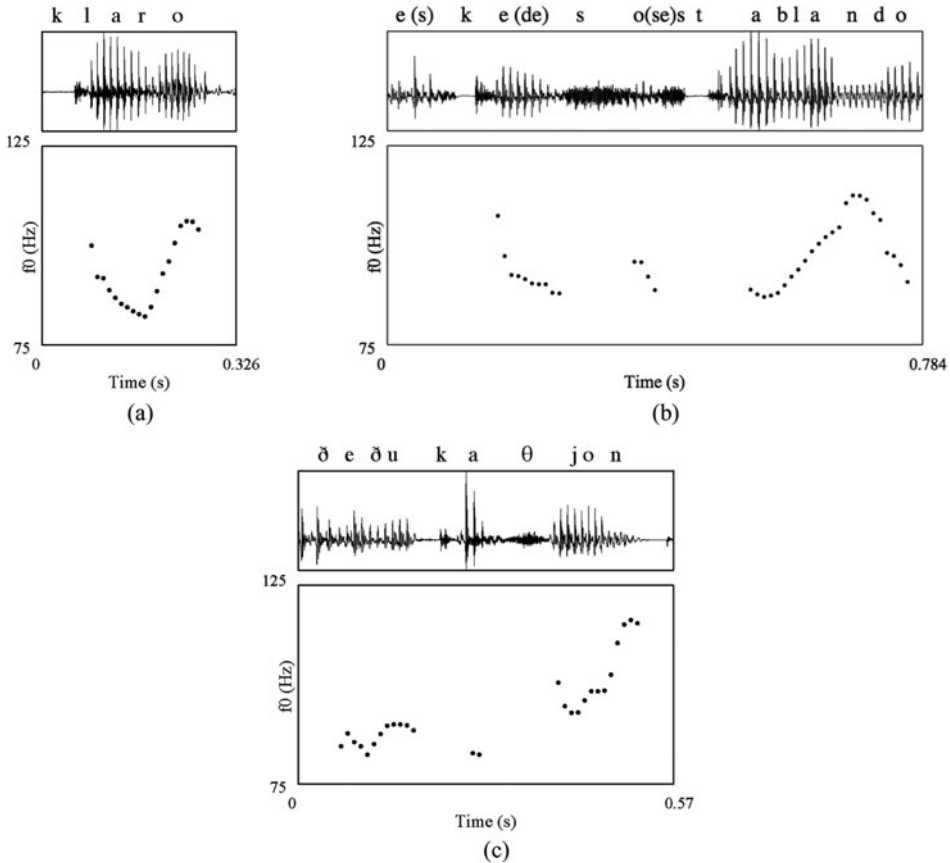 k l a r o
e (s) k e (de) s o(se)s t a b l a n d o
125
f0 (Hz)
75
0 0.326
Time (s)
(a)
125
f0 (Hz)
75
0 0.784
Time (s)
(b)
ð e ðu k a θ j o n
125
f0 (Hz)
75
0 0.57
Time (s)
(c)